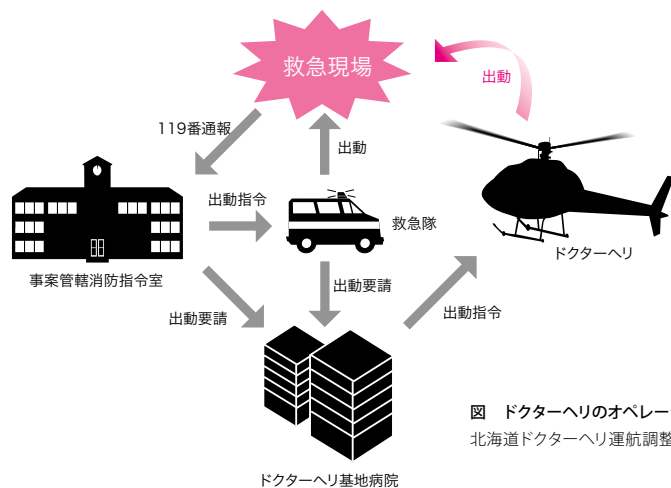 救急現場
出動
119番通報
出動
出動指令
救急隊
ドクターヘリ
事案管轄消防指令室
出動要請
出動要請
出動指令
ドクターヘリ基地病院
図 ドクターヘリのオペレー
北海道ドクターヘリ運航調整